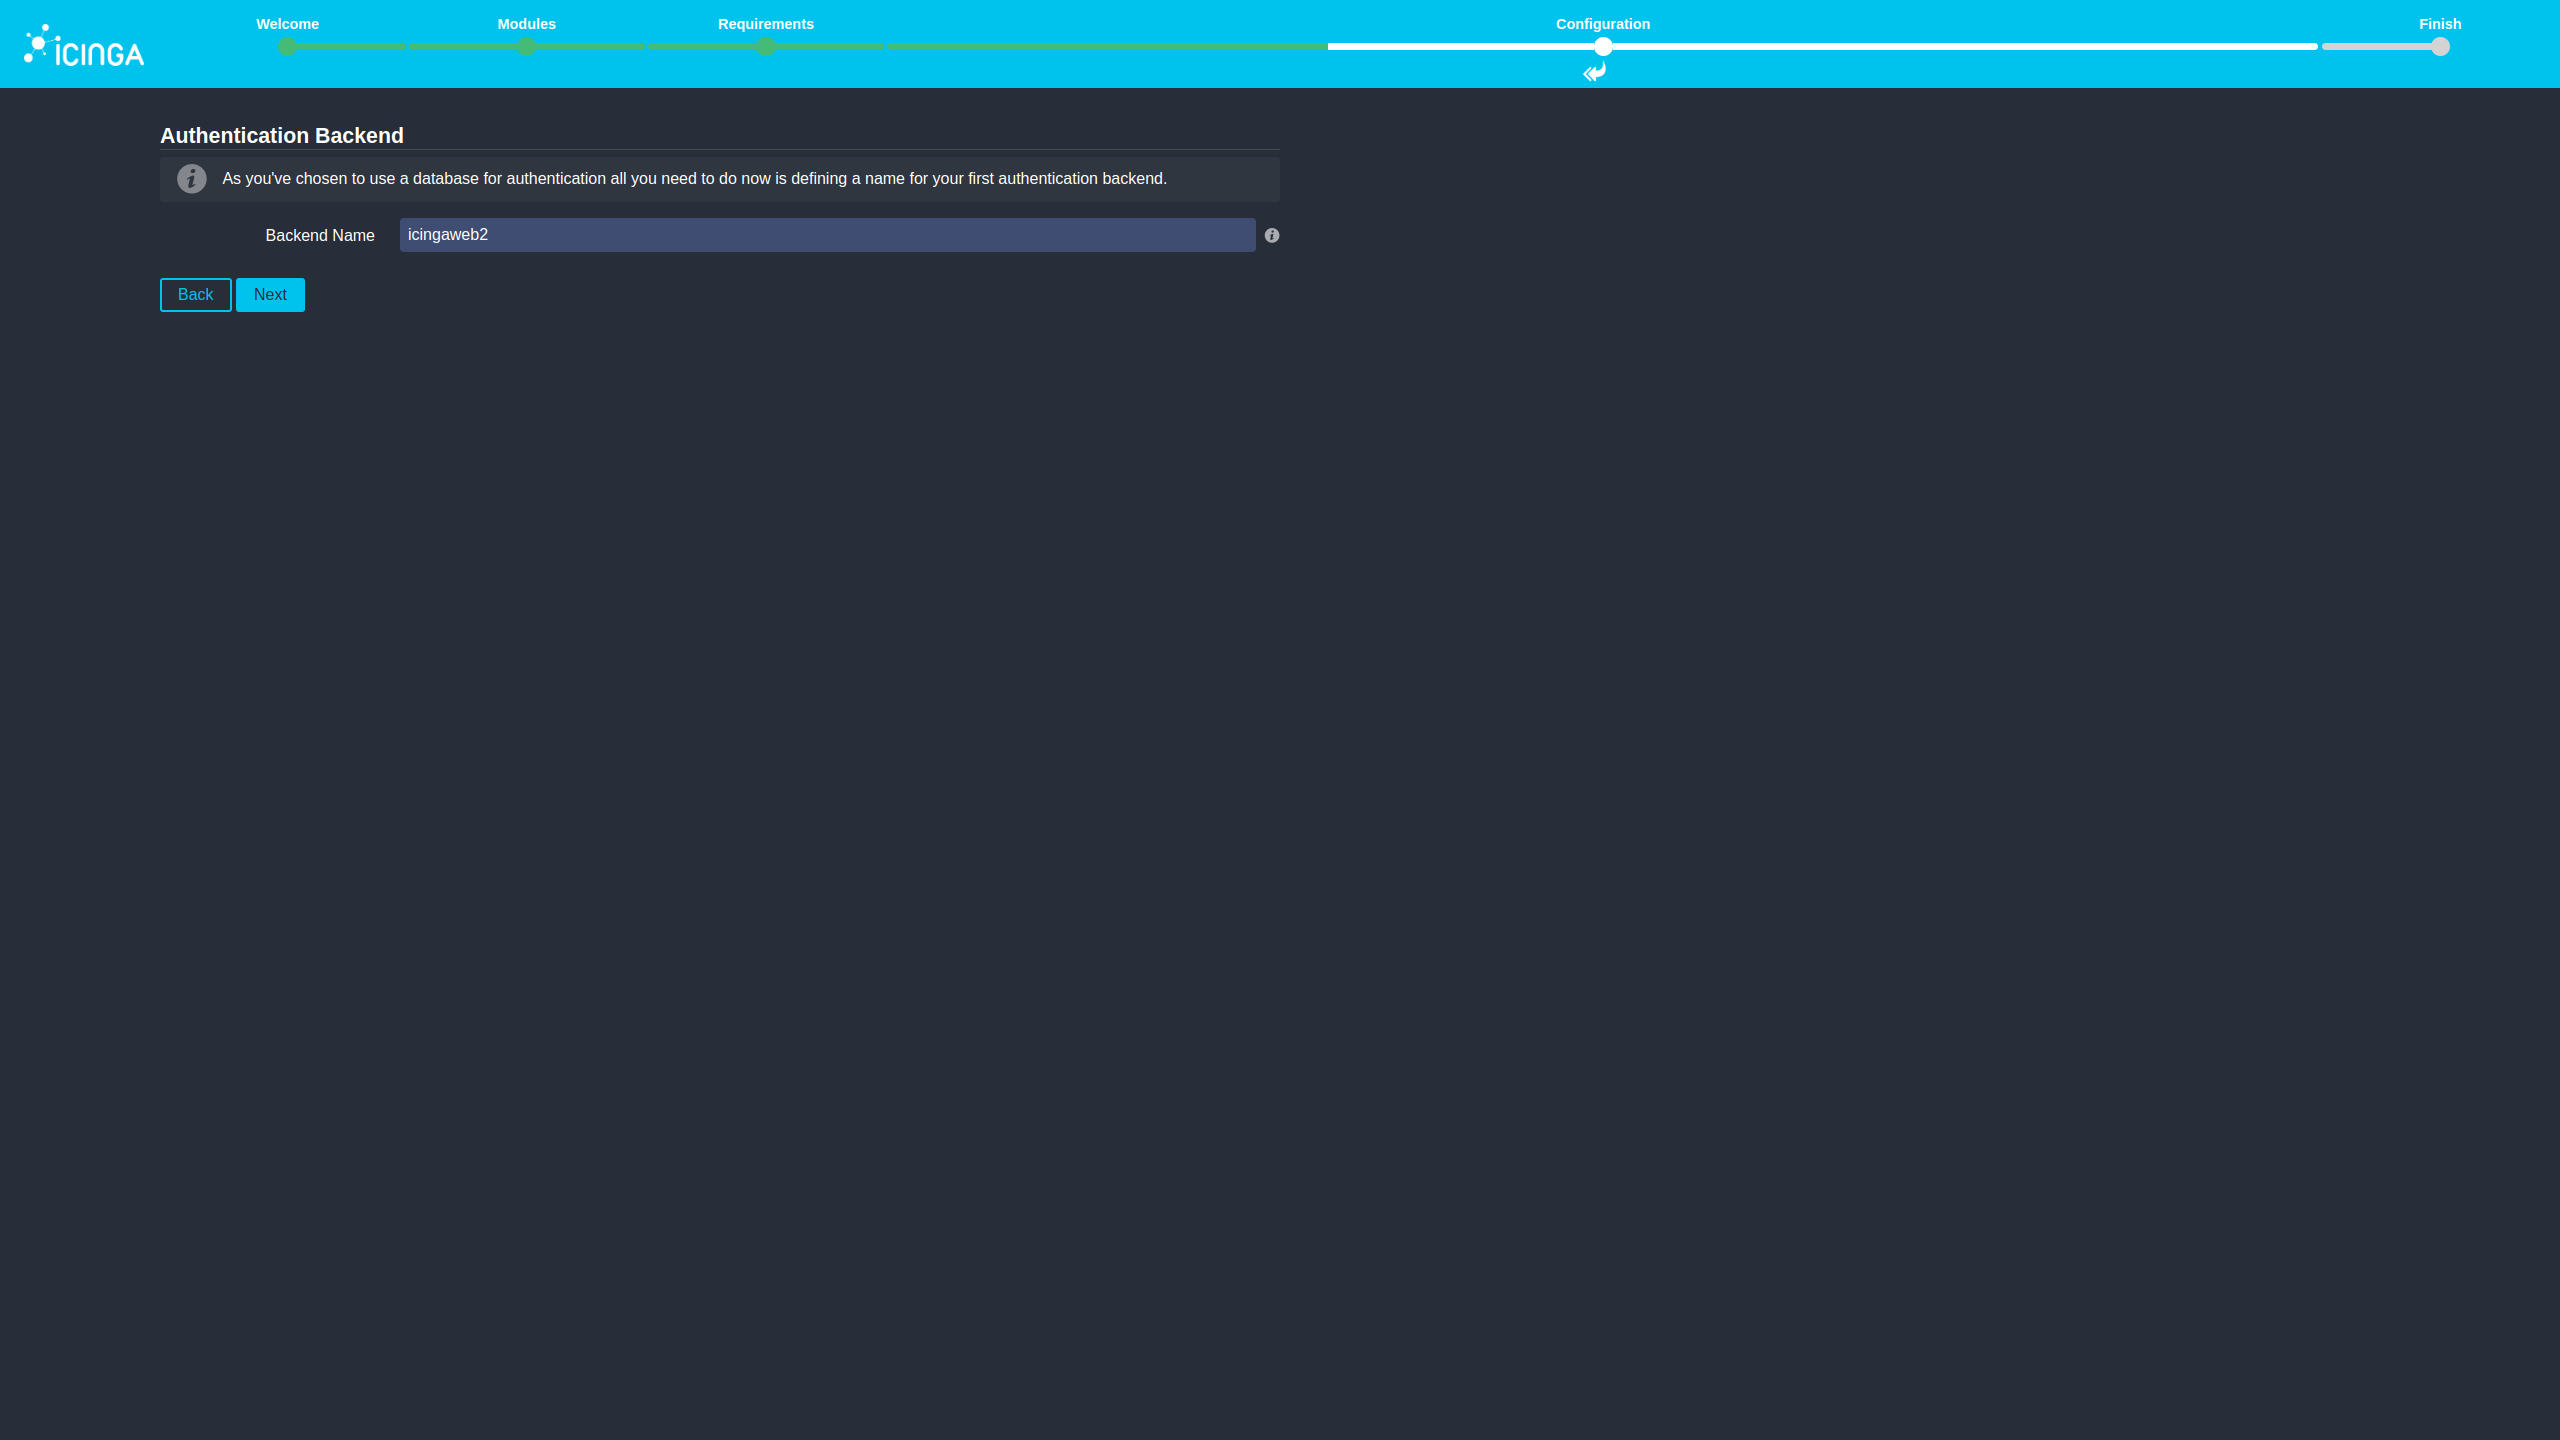 Welcome
Modules
Requirements
Configuration
Finish
ICINGA
Authentication Backend
As you've chosen to use a database for authentication all you need to do now is defining a name for your first authentication backend.
Backend Name
icingaweb2
Back
Next